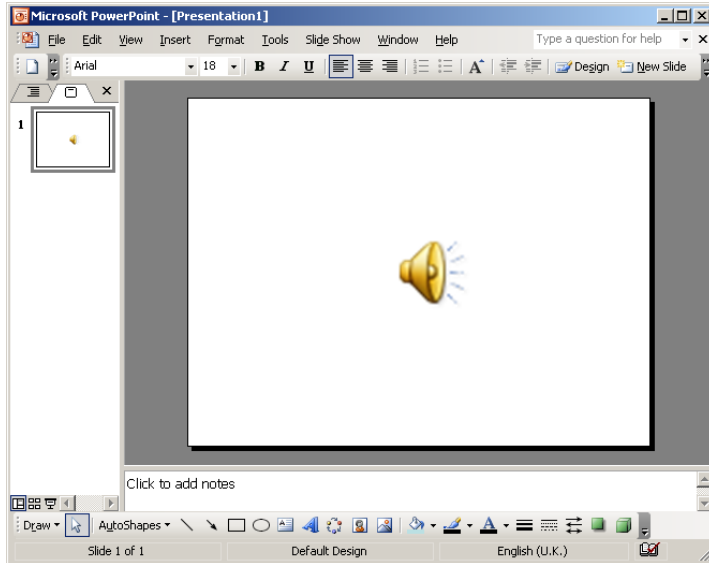 Microsoft PowerPoint - [Presentation1]
File Edit View Insert Format Tools Slide Show Window Help Type a question for help
Arial 18 B I U A Design New Slide
1
Click to add notes
Draw AutoShapes A
Slide 1 of 1 Default Design English (U.K.)